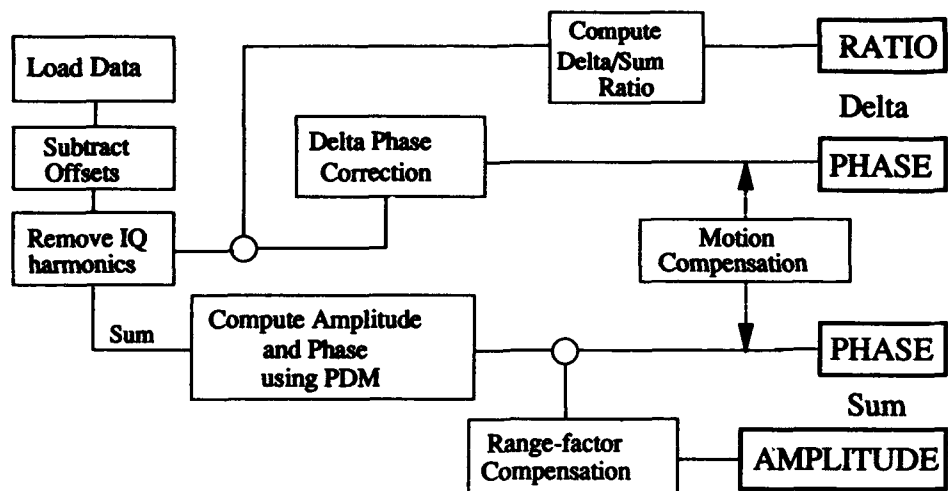 Load Data
Subtract
Offsets
Remove IQ
harmonics
Compute
Delta/Sum
Ratio
RATIO
Delta
Delta Phase
Correction
PHASE
Motion
Compensation
Sum
Compute Amplitude
and Phase
using PDM
PHASE
Sum
Range-factor
Compensation
AMPLITUDE